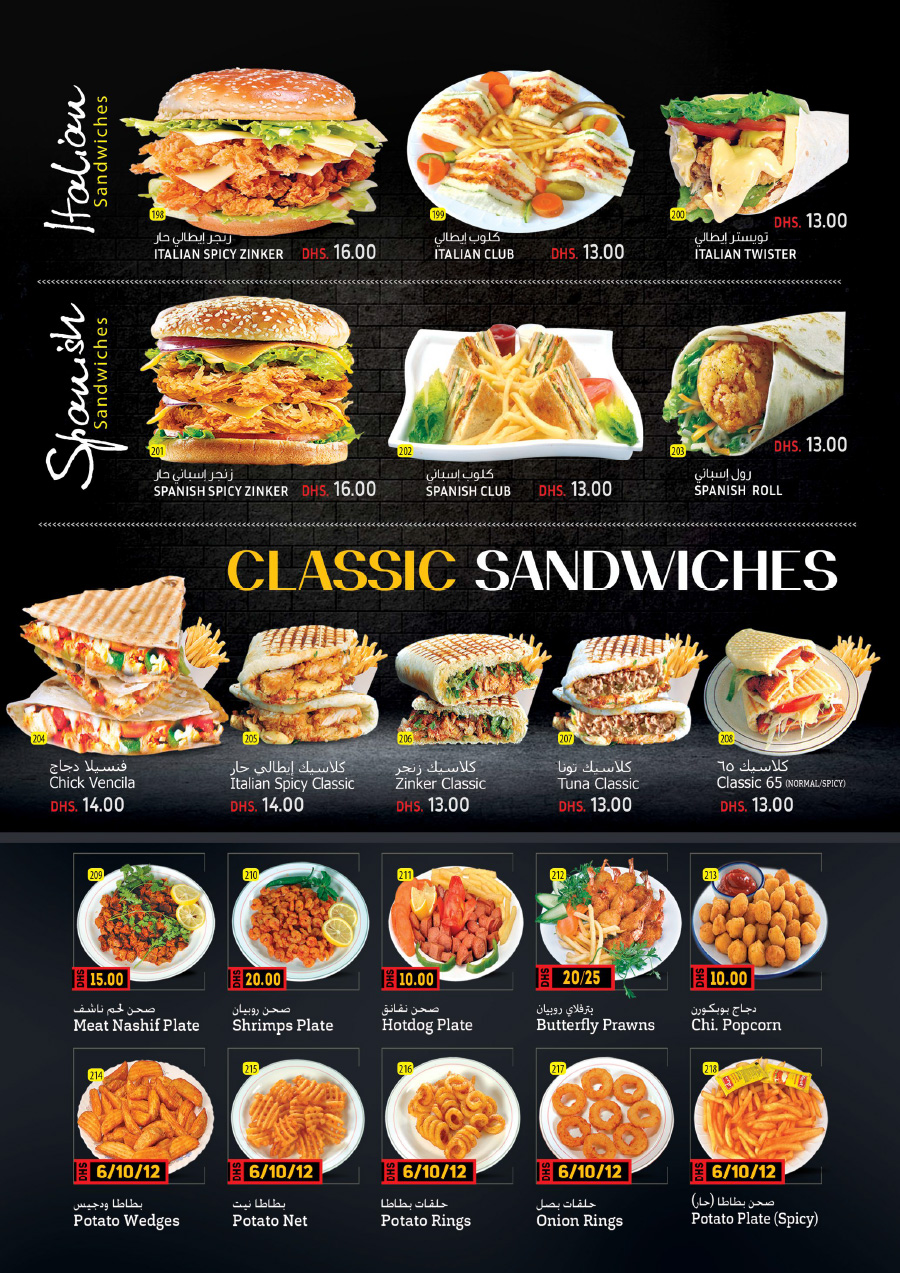 Italian
Sandwiches
198
زنجر إيطالي حار
ITALIAN SPICY ZINKER DHS. 16.00
199
كلوب إيطالي
ITALIAN CLUB DHS. 13.00
200
DHS. 13.00
تويستر إيطالي
ITALIAN TWISTER
Spanish
Sandwiches
201
زنجر إسباني حار
SPANISH SPICY ZINKER DHS. 16.00
202
كلوب إسباني
SPANISH CLUB DHS. 13.00
203
DHS. 13.00
رول إسباني
SPANISH ROLL
CLASSIC SANDWICHES
204
فنسيلا دجاج
Chick Vencila
DHS. 14.00
205
كلاسيك إيطالي حار
Italian Spicy Classic
DHS. 14.00
206
كلاسيك زنجر
Zinker Classic
DHS. 13.00
207
كلاسيك تونا
Tuna Classic
DHS. 13.00
208
كلاسيك ٦٥
Classic 65 (NORMAL/SPICY)
DHS. 13.00
209
DHS 15.00
صحن لحم ناشف
Meat Nashif Plate
210
DHS 20.00
صحن روبيان
Shrimps Plate
211
DHS 10.00
صحن نقانق
Hotdog Plate
212
DHS 20/25
بترفلاي روبيان
Butterfly Prawns
213
DHS 10.00
دجاج بوبكورن
Chi. Popcorn
214
DHS 6/10/12
بطاطا ودجيس
Potato Wedges
215
DHS 6/10/12
بطاطا نيت
Potato Net
216
DHS 6/10/12
حلقات بطاطا
Potato Rings
217
DHS 6/10/12
حلقات بصل
Onion Rings
218
DHS 6/10/12
صحن بطاطا (حار)
Potato Plate (Spicy)